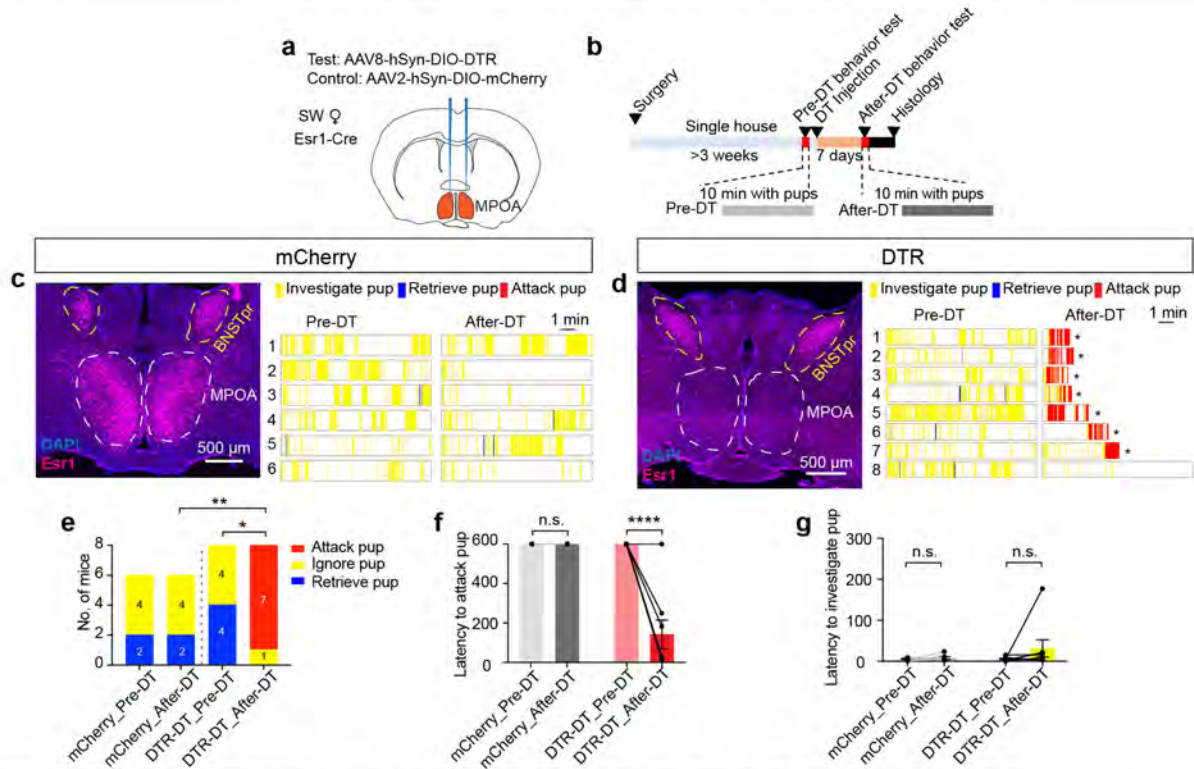 a
Test: AAV8-hSyn-DIO-DTR
Control: AAV2-hSyn-DIO-mCherry
SW ♀
Esr1-Cre
MPOA
b
Surgery
Pre-DT behavior test
DT Injection
After-DT behavior test
Histology
Single house
>3 weeks
7 days
10 min with pups
10 min with pups
Pre-DT
After-DT
mCherry
DTR
c
BNSTpr
MPOA
DAPI
Esr1
500 μm
Investigate pup
Retrieve pup
Attack pup
Pre-DT
After-DT
1 min
1
2
3
4
5
6
d
BNSTpr
MPOA
DAPI
Esr1
500 μm
Investigate pup
Retrieve pup
Attack pup
Pre-DT
After-DT
1 min
1
*
2
*
3
*
4
*
5
*
6
*
7
*
8
e
**
*
No. of mice
8
6
4
2
0
4
2
4
2
4
4
7
1
Attack pup
Ignore pup
Retrieve pup
mCherry_Pre-DT
mCherry_After-DT
DTR-DT_Pre-DT
DTR-DT_After-DT
f
n.s.
****
Latency to attack pup
600
400
200
0
mCherry_Pre-DT
mCherry_After-DT
DTR-DT_Pre-DT
DTR-DT_After-DT
g
n.s.
n.s.
Latency to investigate pup
300
200
100
0
mCherry_Pre-DT
mCherry_After-DT
DTR-DT_Pre-DT
DTR-DT_After-DT